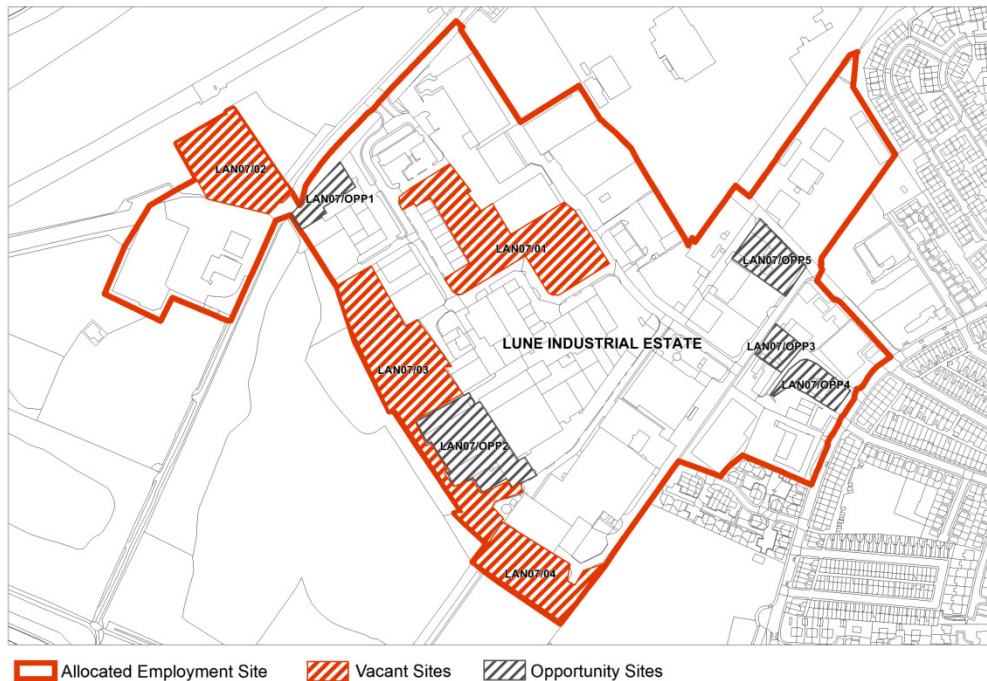 LAN07/02
LAN07/OPP1
LAN07/01
LAN07/OPP5
LUNE INDUSTRIAL ESTATE
LAN07/OPP3
LAN07/03
LAN07/OPP4
LAN07/OPP2
LAN07/04
Allocated Employment Site
Vacant Sites
Opportunity Sites